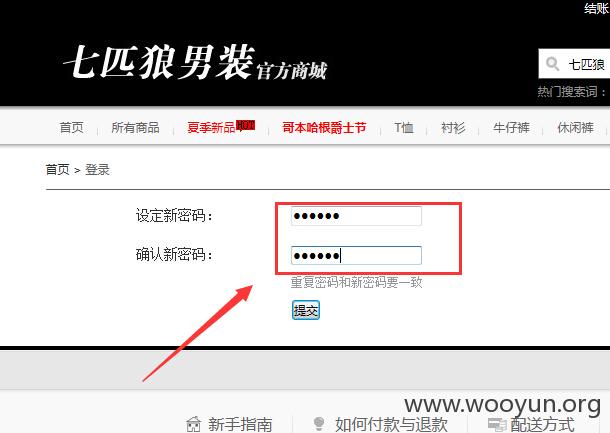 结账
七匹狼男装官方商城
七匹狼
热门搜索词：
首页 所有商品 夏季新品 HOT 哥本哈根爵士节 T恤 衬衫 牛仔裤 休闲裤
首页 > 登录
设定新密码： ●●●●●●
确认新密码： ●●●●●●
重复密码和新密码要一致
提交
www.wooyun.org
新手指南 如何付款与退款 配送方式